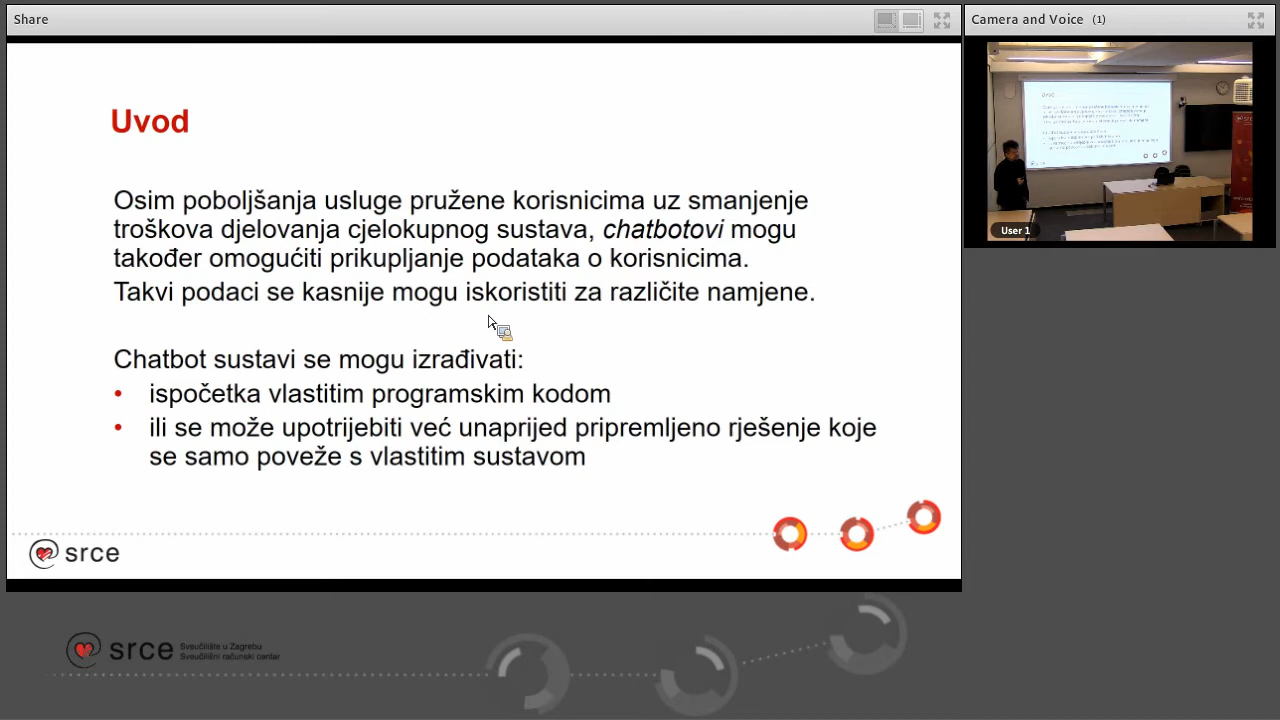 Share
Camera and Voice (1)
Uvod
Osim poboljšanja usluge pružene korisnicima uz smanjenje
troškova djelovanja cjelokupnog sustava, chatbotovi mogu
također omogućiti prikupljanje podataka o korisnicima.
Takvi podaci se kasnije mogu iskoristiti za različite namjene.
Chatbot sustavi se mogu izrađivati:
• ispočetka vlastitim programskim kodom
• ili se može upotrijebiti već unaprijed pripremljeno rješenje koje
se samo poveže s vlastitim sustavom
srce
Uvod
User 1
srce
Sveučilište u Zagrebu
Sveučilišni računski centar